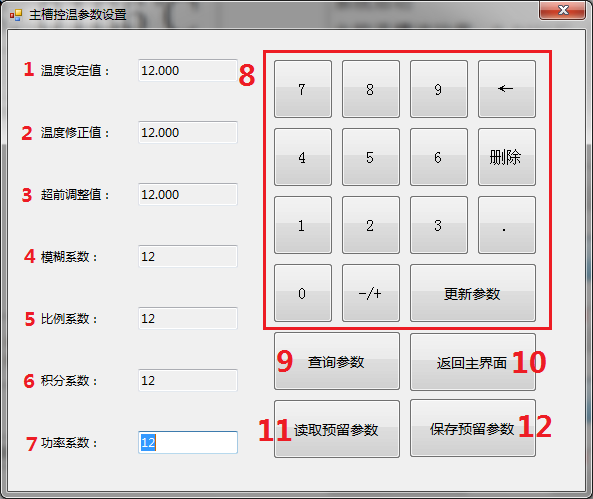 主槽控温参数设置
1 温度设定值： 12.000
2 温度修正值： 12.000
3 超前调整值： 12.000
4 模糊系数： 12
5 比例系数： 12
6 积分系数： 12
7 功率系数： 12
8
7 8 9 ←
4 5 6 删除
1 2 3 .
0 -/+ 更新参数
9 查询参数 返回主界面 10
11 读取预留参数 保存预留参数 12